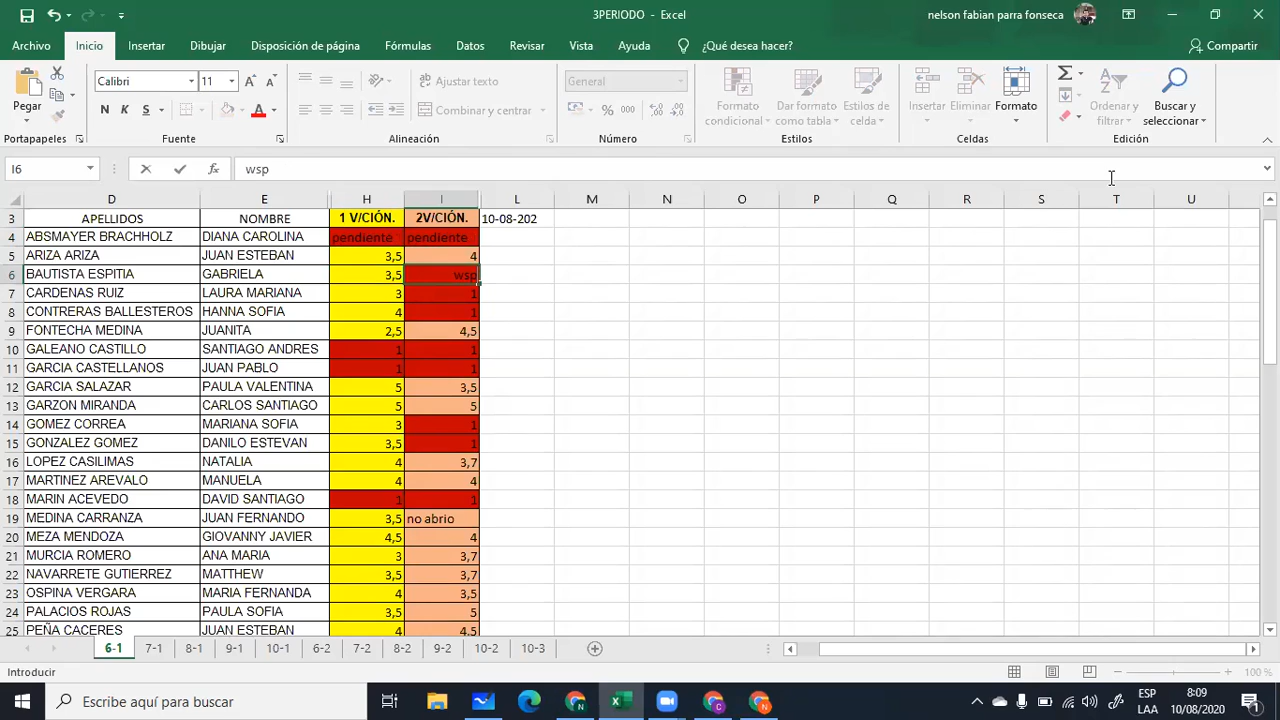 3PERIODO - Excel
nelson fabian parra fonseca
Archivo Inicio Insertar Dibujar Disposición de página Fórmulas Datos Revisar Vista Ayuda ¿Qué desea hacer? Compartir
Pegar
Portapapeles
Calibri 11
N K S
Fuente
Ajustar texto
Combinar y centrar
Alineación
General
% 000
Número
Formato condicional
Dar formato como tabla
Estilos de celda
Estilos
Insertar Eliminar Formato
Celdas
Ordenar y filtrar
Buscar y seleccionar
Edición
I6 fx wsp
D E H I L M N O P Q R S T U
3 APELLIDOS NOMBRE 1 V/CIÓN. 2V/CIÓN. 10-08-202
4 ABSMAYER BRACHHOLZ DIANA CAROLINA pendiente pendiente
5 ARIZA ARIZA JUAN ESTEBAN 3,5 4
6 BAUTISTA ESPITIA GABRIELA 3,5 wsp
7 CARDENAS RUIZ LAURA MARIANA 3 1
8 CONTRERAS BALLESTEROS HANNA SOFIA 4 1
9 FONTECHA MEDINA JUANITA 2,5 4,5
10 GALEANO CASTILLO SANTIAGO ANDRES 1 1
11 GARCIA CASTELLANOS JUAN PABLO 1 1
12 GARCIA SALAZAR PAULA VALENTINA 5 3,5
13 GARZON MIRANDA CARLOS SANTIAGO 5 5
14 GOMEZ CORREA MARIANA SOFIA 3 1
15 GONZALEZ GOMEZ DANILO ESTEVAN 3,5 1
16 LOPEZ CASILIMAS NATALIA 4 3,7
17 MARTINEZ AREVALO MANUELA 4 4
18 MARIN ACEVEDO DAVID SANTIAGO 1 1
19 MEDINA CARRANZA JUAN FERNANDO 3,5 no abrio
20 MEZA MENDOZA GIOVANNY JAVIER 4,5 4
21 MURCIA ROMERO ANA MARIA 3 3,7
22 NAVARRETE GUTIERREZ MATTHEW 3,5 3,7
23 OSPINA VERGARA MARIA FERNANDA 4 3,5
24 PALACIOS ROJAS PAULA SOFIA 3,5 5
25 PEÑA CACERES JUAN ESTEBAN 4 4,5
6-1 7-1 8-1 9-1 10-1 6-2 7-2 8-2 9-2 10-2 10-3
Introducir 100 %
Escribe aquí para buscar
ESP
LAA
8:09
10/08/2020